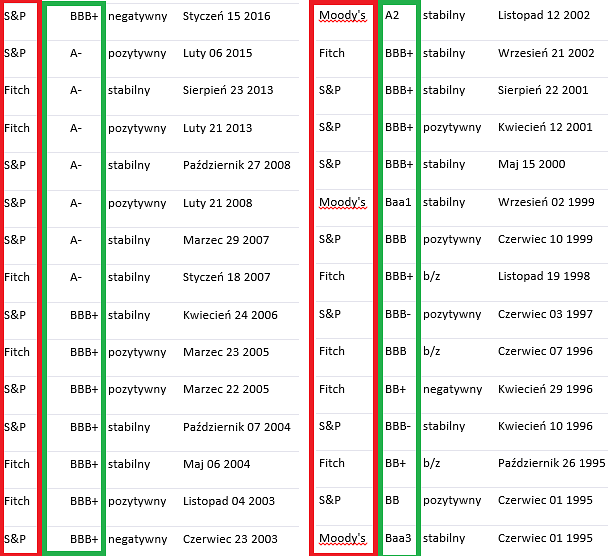 S&P BBB+ negatywny Styczeń 15 2016
S&P A- pozytywny Luty 06 2015
Fitch A- stabilny Sierpień 23 2013
Fitch A- pozytywny Luty 21 2013
S&P A- stabilny Październik 27 2008
S&P A- pozytywny Luty 21 2008
S&P A- stabilny Marzec 29 2007
Fitch A- stabilny Styczeń 18 2007
S&P BBB+ stabilny Kwiecień 24 2006
Fitch BBB+ pozytywny Marzec 23 2005
S&P BBB+ pozytywny Marzec 22 2005
S&P BBB+ stabilny Październik 07 2004
Fitch BBB+ stabilny Maj 06 2004
Fitch BBB+ pozytywny Listopad 04 2003
S&P BBB+ negatywny Czerwiec 23 2003
Moody's A2 stabilny Listopad 12 2002
Fitch BBB+ stabilny Wrzesień 21 2002
S&P BBB+ stabilny Sierpień 22 2001
S&P BBB+ pozytywny Kwiecień 12 2001
S&P BBB+ stabilny Maj 15 2000
Moody's Baa1 stabilny Wrzesień 02 1999
S&P BBB pozytywny Czerwiec 10 1999
Fitch BBB+ b/z Listopad 19 1998
S&P BBB- pozytywny Czerwiec 03 1997
Fitch BBB b/z Czerwiec 07 1996
Fitch BB+ negatywny Kwiecień 29 1996
S&P BBB- stabilny Kwiecień 10 1996
Fitch BB+ b/z Październik 26 1995
S&P BB pozytywny Czerwiec 01 1995
Moody's Baa3 stabilny Czerwiec 01 1995